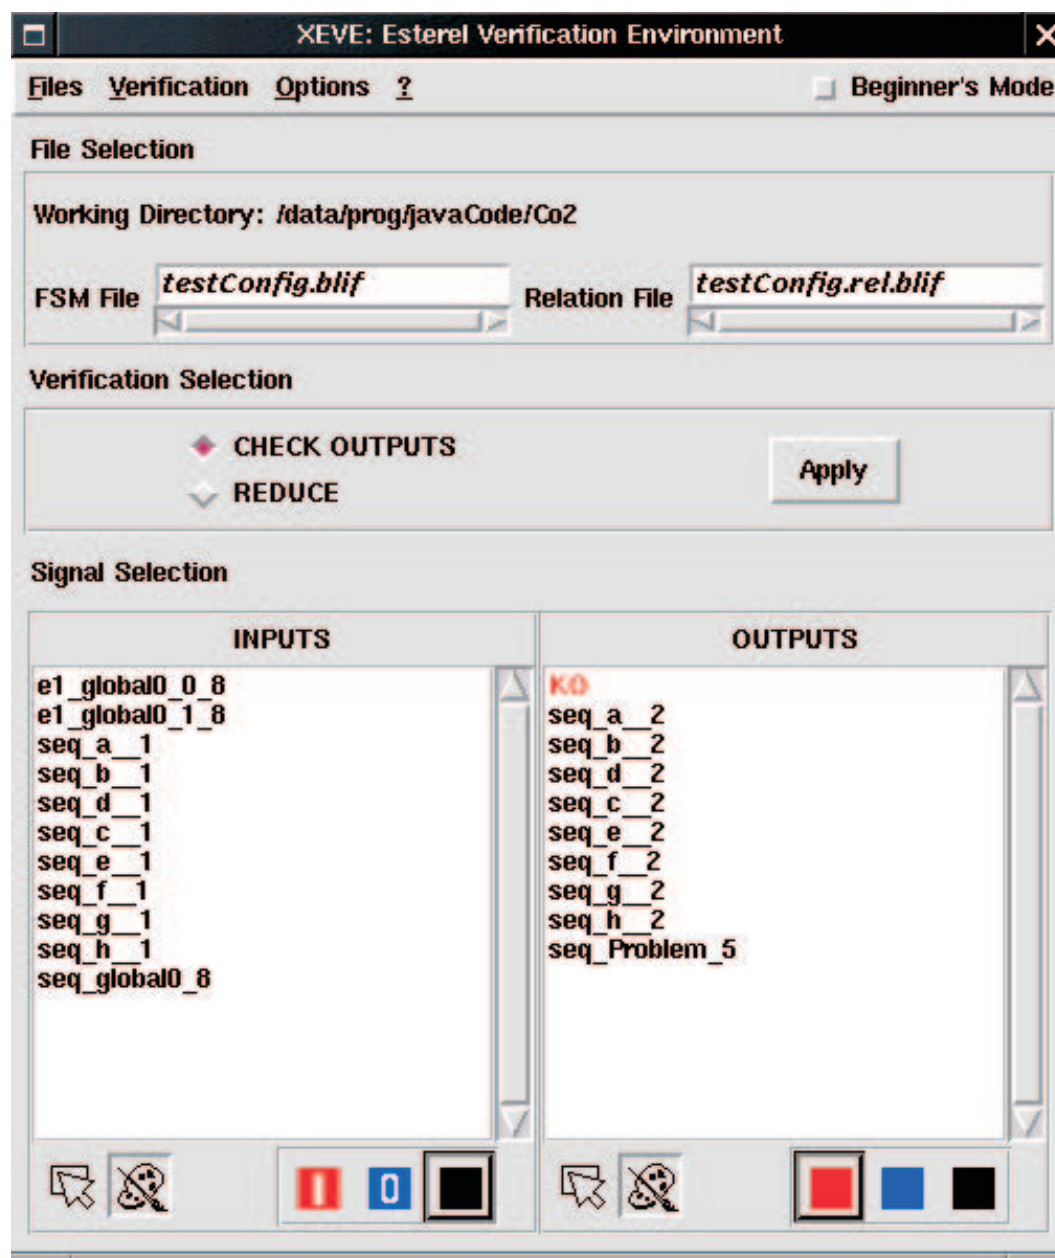 XEVE: Esterel Verification Environment
Files Verification Options ? Beginner's Mode
File Selection
Working Directory: /data/prog/javaCode/Co2
FSM File testConfig.blif Relation File testConfig.rel.blif
Verification Selection
CHECK OUTPUTS
Apply
REDUCE
Signal Selection
INPUTS
e1_global0_0_8
e1_global0_1_8
seq_a__1
seq_b__1
seq_d__1
seq_c__1
seq_e__1
seq_f__1
seq_g__1
seq_h__1
seq_global0_8
1 0
OUTPUTS
KO
seq_a__2
seq_b__2
seq_d__2
seq_c__2
seq_e__2
seq_f__2
seq_g__2
seq_h__2
seq_Problem_5